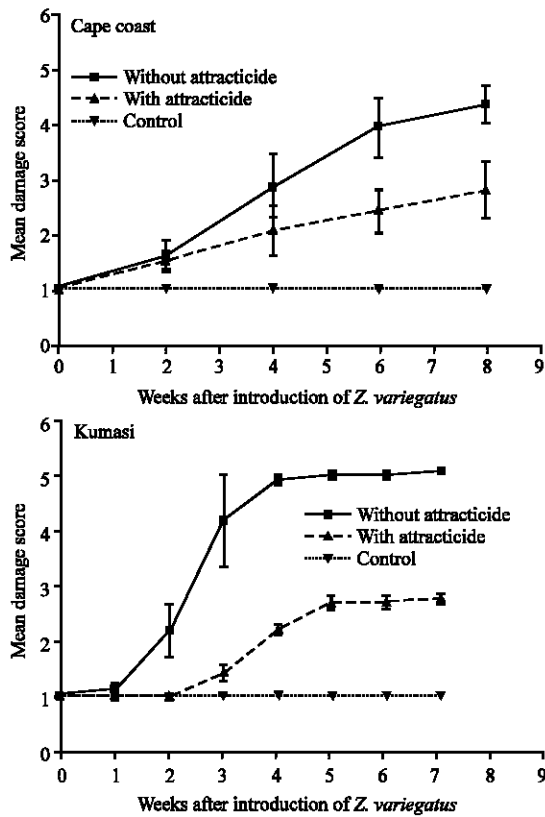 Cape coast
Without attracticide
With attracticide
Control
Mean damage score
6
5
4
3
2
1
0
0 1 2 3 4 5 6 7 8 9
Weeks after introduction of Z. variegatus
Kumasi
Without attracticide
With attracticide
Control
Mean damage score
6
5
4
3
2
1
0
0 1 2 3 4 5 6 7 8 9
Weeks after introduction of Z. variegatus